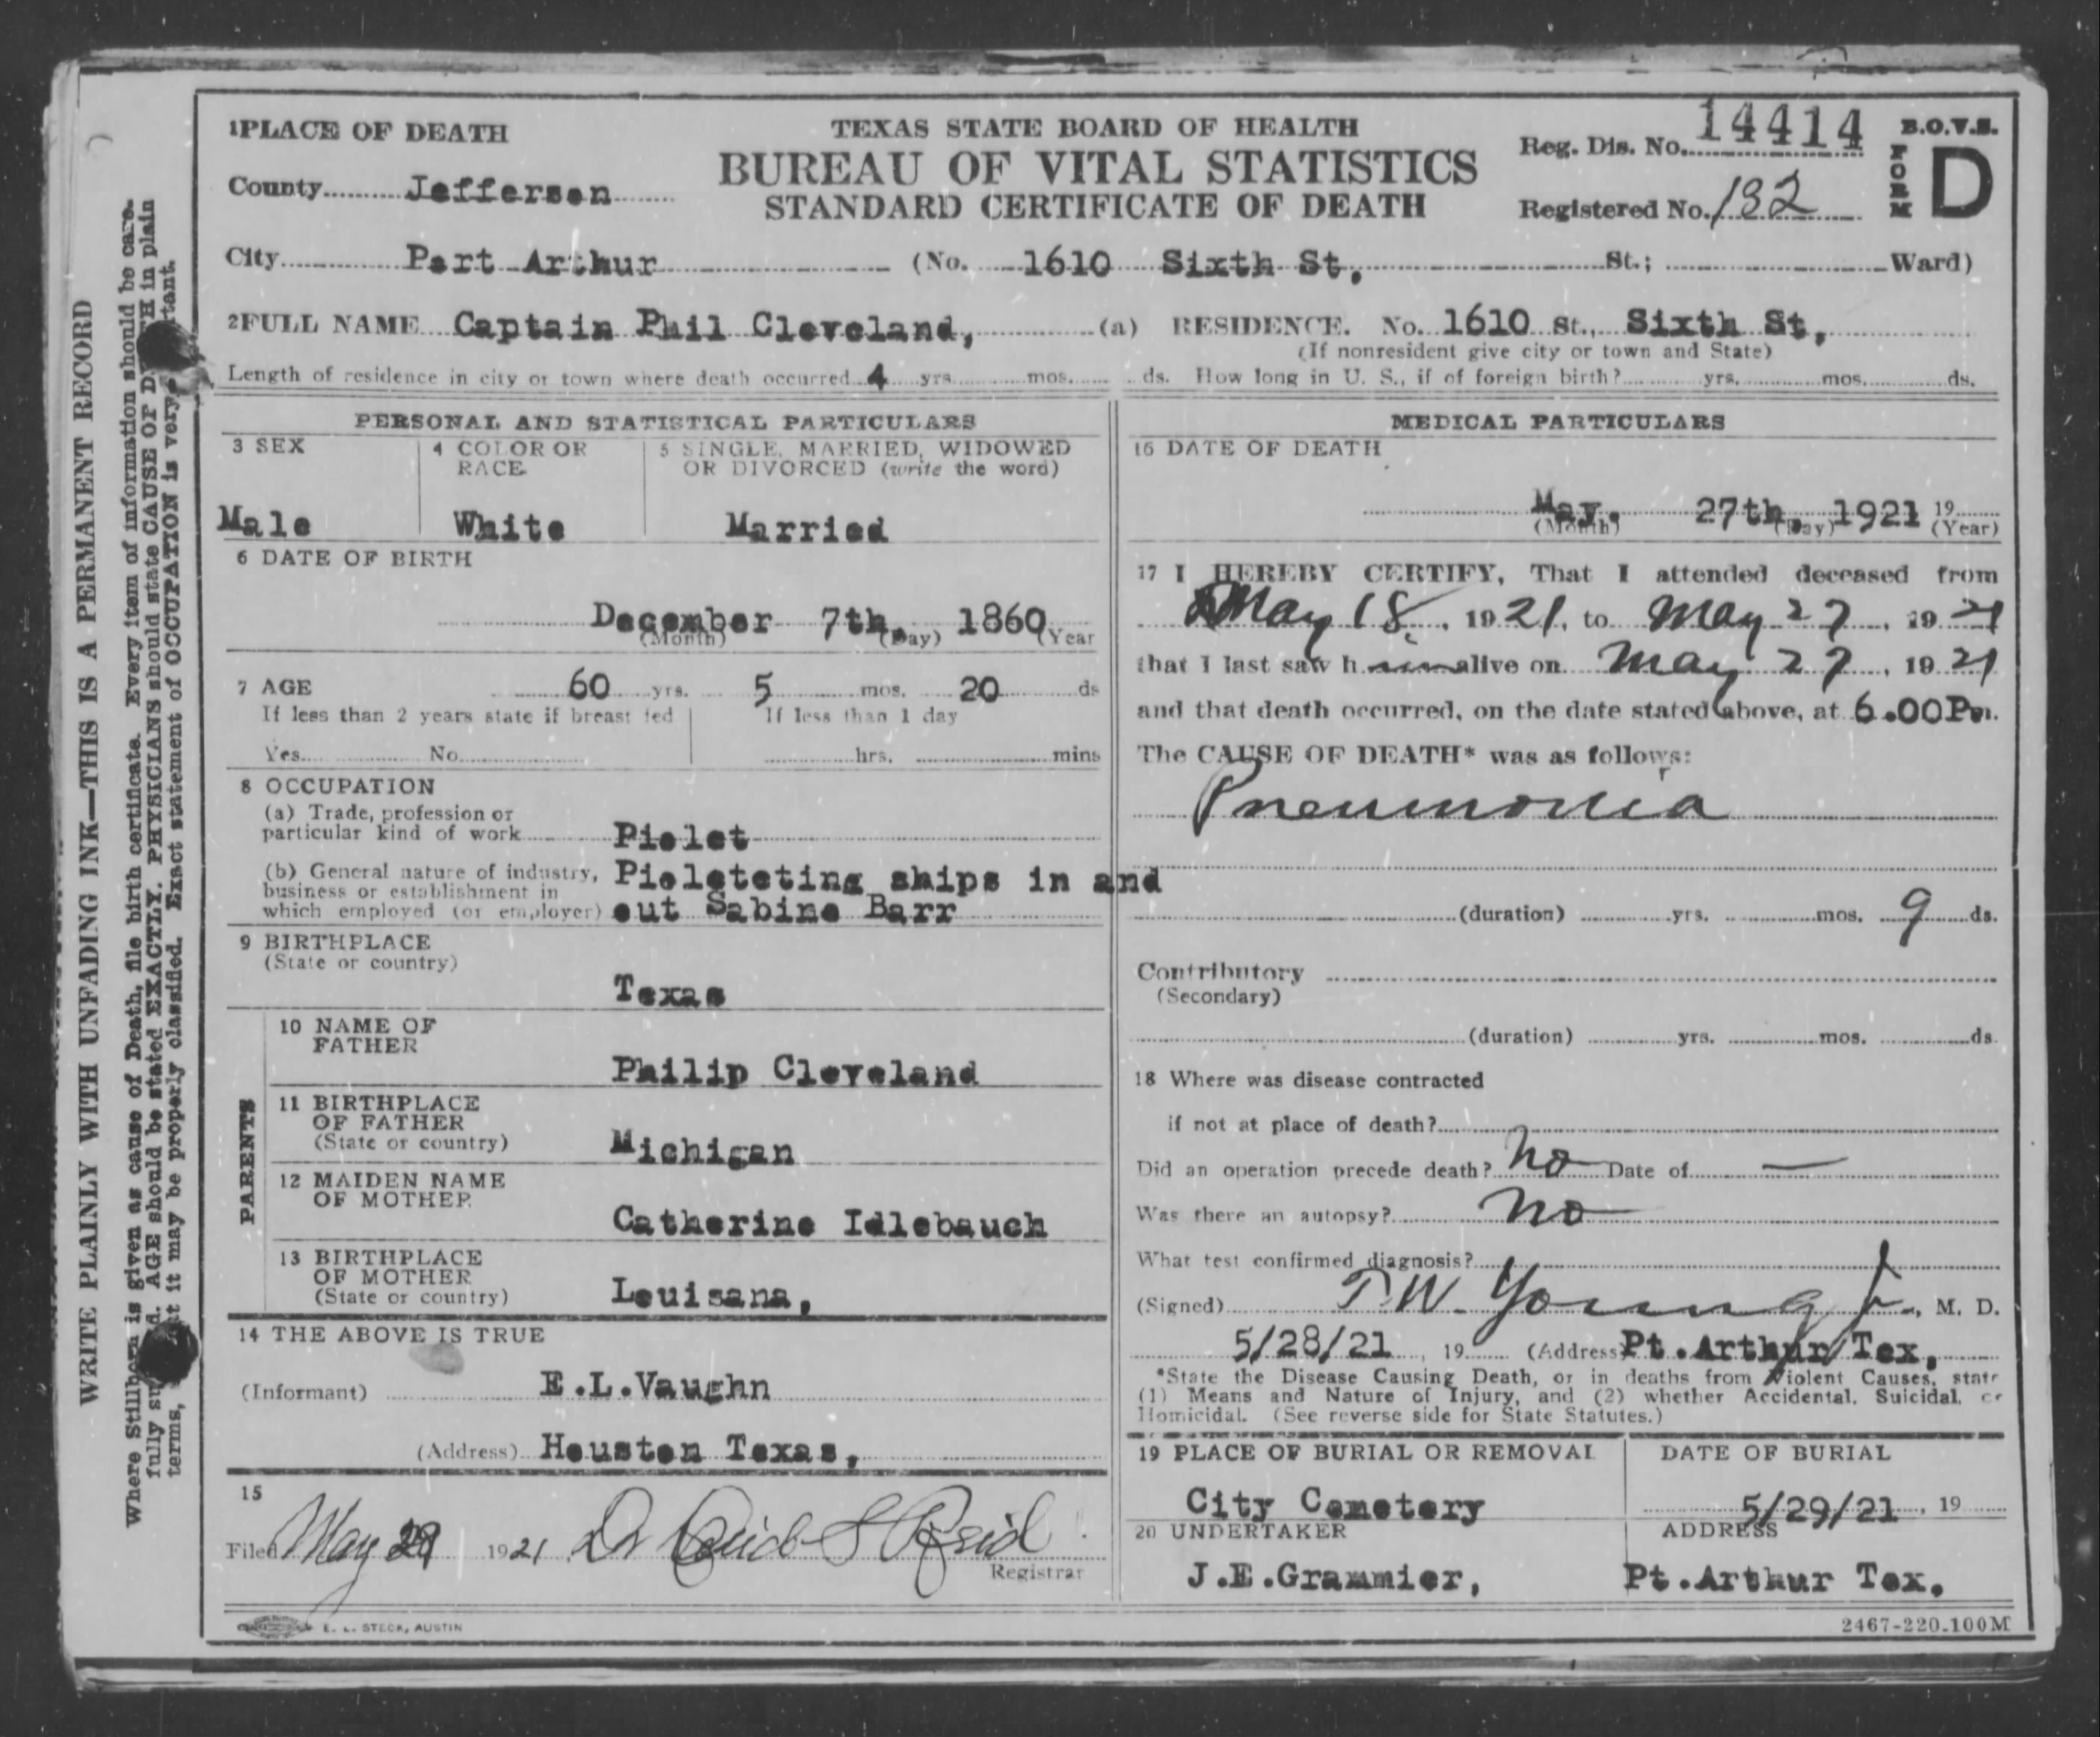 1 PLACE OF DEATH
TEXAS STATE BOARD OF HEALTH
BUREAU OF VITAL STATISTICS
STANDARD CERTIFICATE OF DEATH
Reg. Dis. No. 14414
Registered No. 132
B.O.V.S.
FORM D
County Jefferson
City Port Arthur (No. 1610 Sixth St, St.; Ward)
2 FULL NAME Captain Phil Cleveland, (a) RESIDENCE. No. 1610 St., Sixth St,
(If nonresident give city or town and State)
Length of residence in city or town where death occurred 4 yrs. mos. ds. How long in U. S., if of foreign birth? yrs. mos. ds.
PERSONAL AND STATISTICAL PARTICULARS
3 SEX
Male
4 COLOR OR RACE
White
5 SINGLE, MARRIED, WIDOWED
OR DIVORCED (write the word)
Married
6 DATE OF BIRTH
December 7th, 1860
(Month) (Day) (Year
7 AGE 60 yrs. 5 mos. 20 ds
If less than 2 years state if breast fed
Yes No
If less than 1 day
hrs. mins
8 OCCUPATION
(a) Trade, profession or
particular kind of work Piolot
(b) General nature of industry,
business or establishment in
which employed (or employer)
Pioloteting ships in and
out Sabine Barr
9 BIRTHPLACE
(State or country)
Texas
PARENTS
10 NAME OF
FATHER
Philip Cleveland
11 BIRTHPLACE
OF FATHER
(State or country)
Michigan
12 MAIDEN NAME
OF MOTHER
Catherine Idlebauch
13 BIRTHPLACE
OF MOTHER
(State or country)
Louisana,
14 THE ABOVE IS TRUE
(Informant) E.L.Vaughn
(Address) Houston Texas,
15
Filed May 29 1921 Dr S Reid
Registrar
E. L. STECK, AUSTIN
MEDICAL PARTICULARS
16 DATE OF DEATH
May. 27th, 1921 19
(Month) (Day) (Year)
17 I HEREBY CERTIFY, That I attended deceased from
May 18, 1921, to May 27, 1921
that I last saw h im alive on May 27, 1921
and that death occurred, on the date stated above, at 6.00P m.
The CAUSE OF DEATH* was as follows:
Pneumonia
(duration) yrs. mos. 9 ds.
Contributory
(Secondary)
(duration) yrs. mos. ds.
18 Where was disease contracted
if not at place of death?
Did an operation precede death? No Date of —
Was there an autopsy? No
What test confirmed diagnosis?
(Signed) T.W. Young Jr, M. D.
5/28/21, 19 (Address Pt.Arthur Tex,
*State the Disease Causing Death, or in deaths from Violent Causes, state
(1) Means and Nature of Injury, and (2) whether Accidental, Suicidal, or
Homicidal. (See reverse side for State Statutes.)
19 PLACE OF BURIAL OR REMOVAL
City Cemetery
DATE OF BURIAL
5/29/21, 19
20 UNDERTAKER
J.E.Grammier,
ADDRESS
Pt.Arthur Tex.
2467-220-100M
WRITE PLAINLY WITH UNFADING INK—THIS IS A PERMANENT RECORD
Where Stillborn is given as cause of Death, file birth certificate. Every item of information should be care-
fully su d. AGE should be stated EXACTLY. PHYSICIANS should state CAUSE OF D TH in plain
terms, t it may be properly classified. Exact statement of OCCUPATION is very rtant.